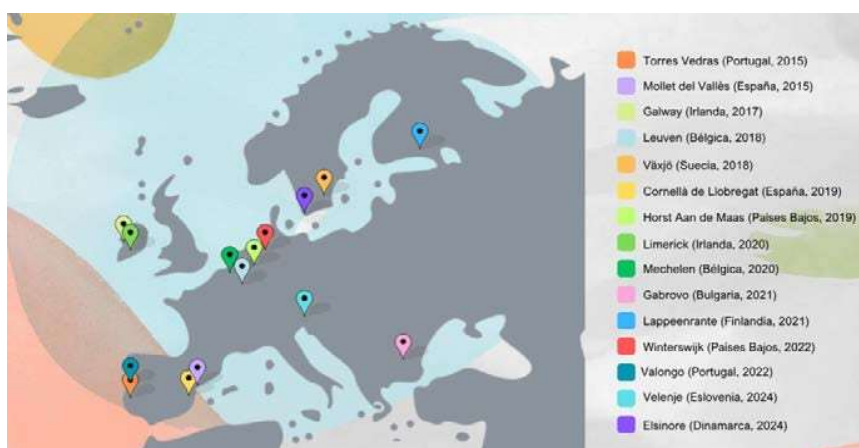 Torres Vedras (Portugal, 2015)
Mollet del Vallès (España, 2015)
Galway (Irlanda, 2017)
Leuven (Bélgica, 2018)
Växjö (Suecia, 2018)
Cornellà de Llobregat (España, 2019)
Horst Aan de Maas (Países Bajos, 2019)
Limerick (Irlanda, 2020)
Mechelen (Bélgica, 2020)
Gabrovo (Bulgaria, 2021)
Lappeenrante (Finlandia, 2021)
Winterswijk (Países Bajos, 2022)
Valongo (Portugal, 2022)
Velenje (Eslovenia, 2024)
Elsinore (Dinamarca, 2024)